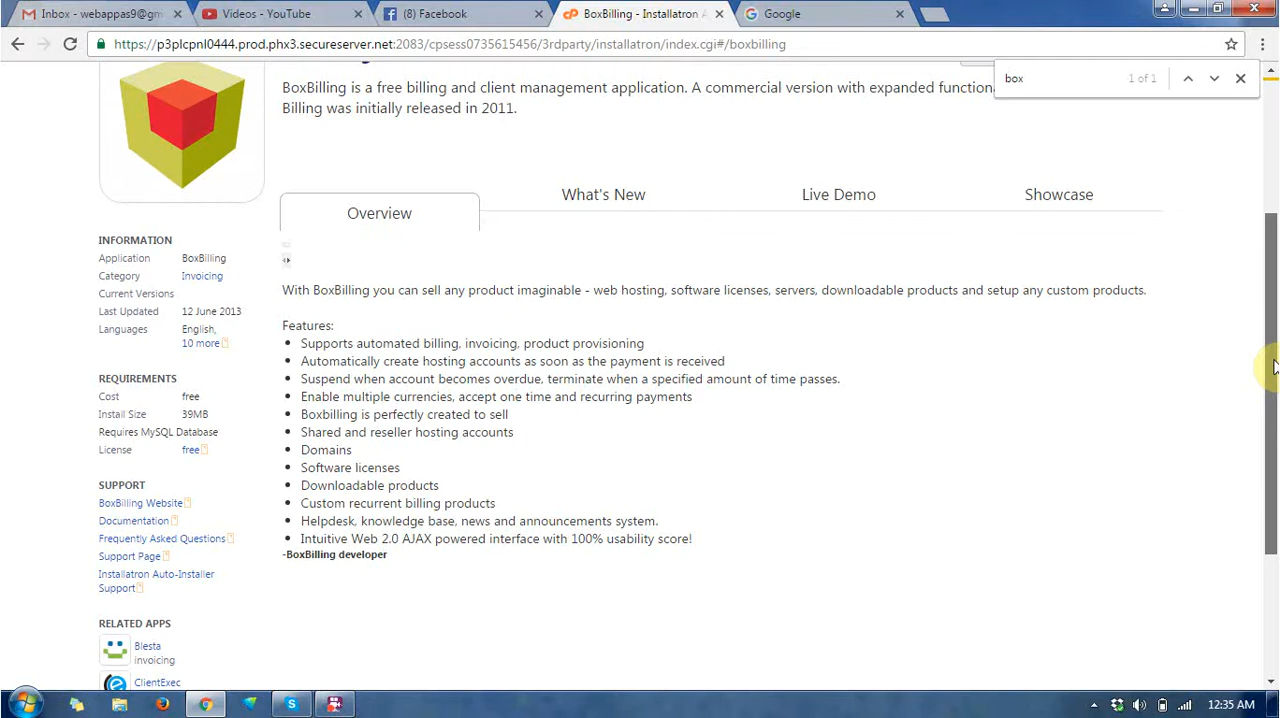 Inbox - webappas9@gm
Videos - YouTube
(8) Facebook
BoxBilling - Installatron
Google
https://p3plcpnl0444.prod.phx3.secureserver.net:2083/cpsess0735615456/3rdparty/installatron/index.cgi#/boxbilling
box
1 of 1
BoxBilling is a free billing and client management application. A commercial version with expanded function
Billing was initially released in 2011.
What's New
Live Demo
Showcase
Overview
INFORMATION
Application BoxBilling
Category Invoicing
Current Versions
Last Updated 12 June 2013
Languages English,
10 more
REQUIREMENTS
Cost free
Install Size 39MB
Requires MySQL Database
License free
SUPPORT
BoxBilling Website
Documentation
Frequently Asked Questions
Support Page
Installatron Auto-Installer
Support
RELATED APPS
Blesta
invoicing
ClientExec
With BoxBilling you can sell any product imaginable - web hosting, software licenses, servers, downloadable products and setup any custom products.
Features:
Supports automated billing, invoicing, product provisioning
Automatically create hosting accounts as soon as the payment is received
Suspend when account becomes overdue, terminate when a specified amount of time passes.
Enable multiple currencies, accept one time and recurring payments
Boxbilling is perfectly created to sell
Shared and reseller hosting accounts
Domains
Software licenses
Downloadable products
Custom recurrent billing products
Helpdesk, knowledge base, news and announcements system.
Intuitive Web 2.0 AJAX powered interface with 100% usability score!
-BoxBilling developer
12:35 AM